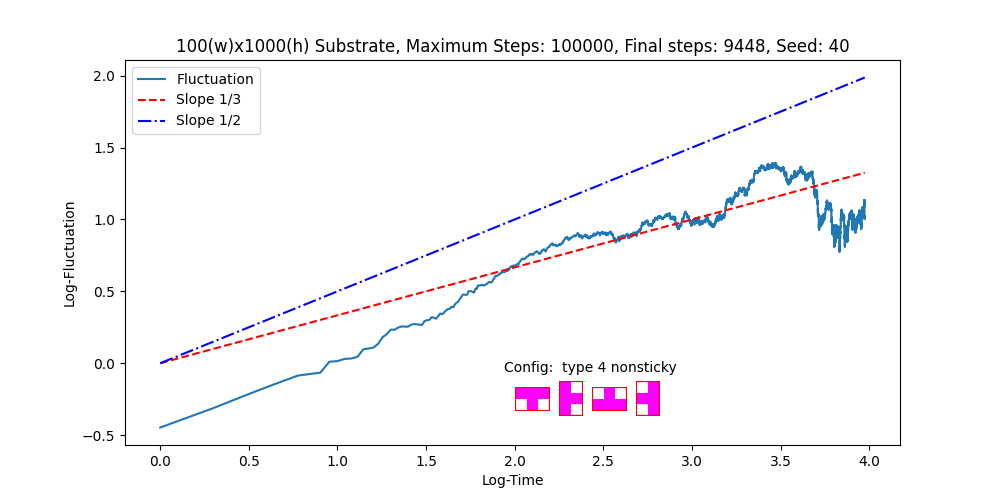 100(w)x1000(h) Substrate, Maximum Steps: 100000, Final steps: 9448, Seed: 40
Fluctuation
Slope 1/3
Slope 1/2
2.0
1.5
1.0
0.5
0.0
−0.5
Log-Fluctuation
Config:  type 4 nonsticky
0.0 0.5 1.0 1.5 2.0 2.5 3.0 3.5 4.0
Log-Time